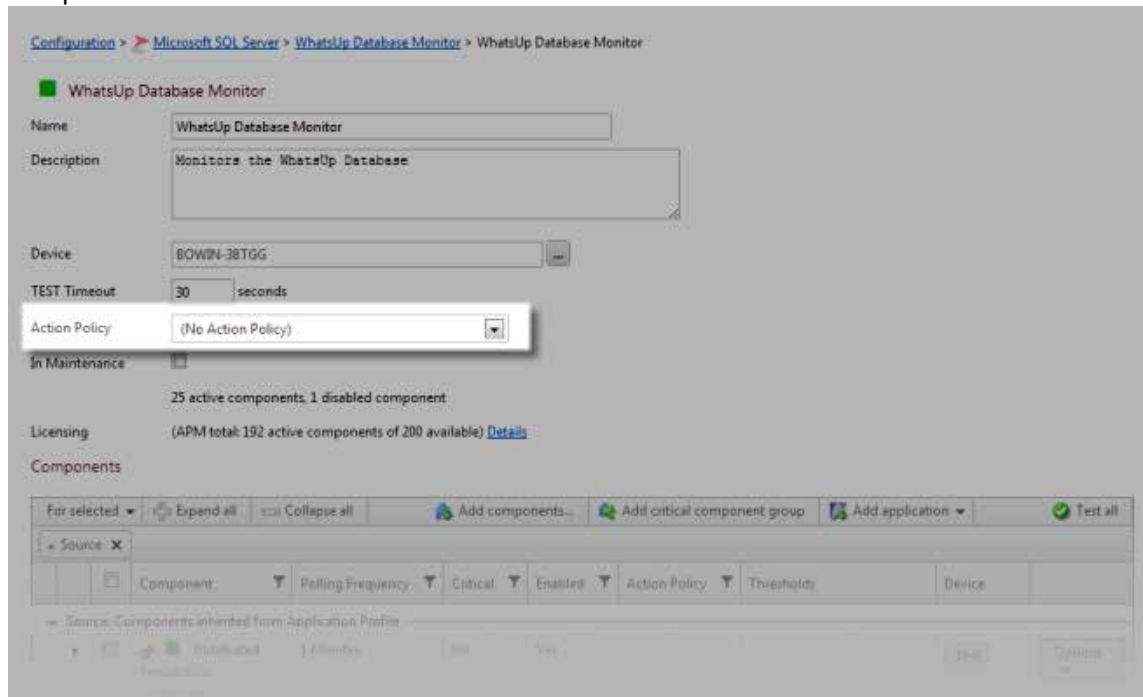 Configuration > Microsoft SQL Server > WhatsUp Database Monitor > WhatsUp Database Monitor
WhatsUp Database Monitor
Name WhatsUp Database Monitor
Description Monitors the WhatsUp Database
Device BOWIN-38TGG ...
TEST Timeout 30 seconds
Action Policy (No Action Policy)
In Maintenance
25 active components, 1 disabled component
Licensing (APM total: 192 active components of 200 available) Details
Components
For selected Expand all Collapse all Add components... Add critical component group Add application Test all
Source X
Component Polling Frequency Critical Enabled Action Policy Thresholds Device
Source: Components inherited from Application Profile
Distributed 1 Minutes No Yes Test Options